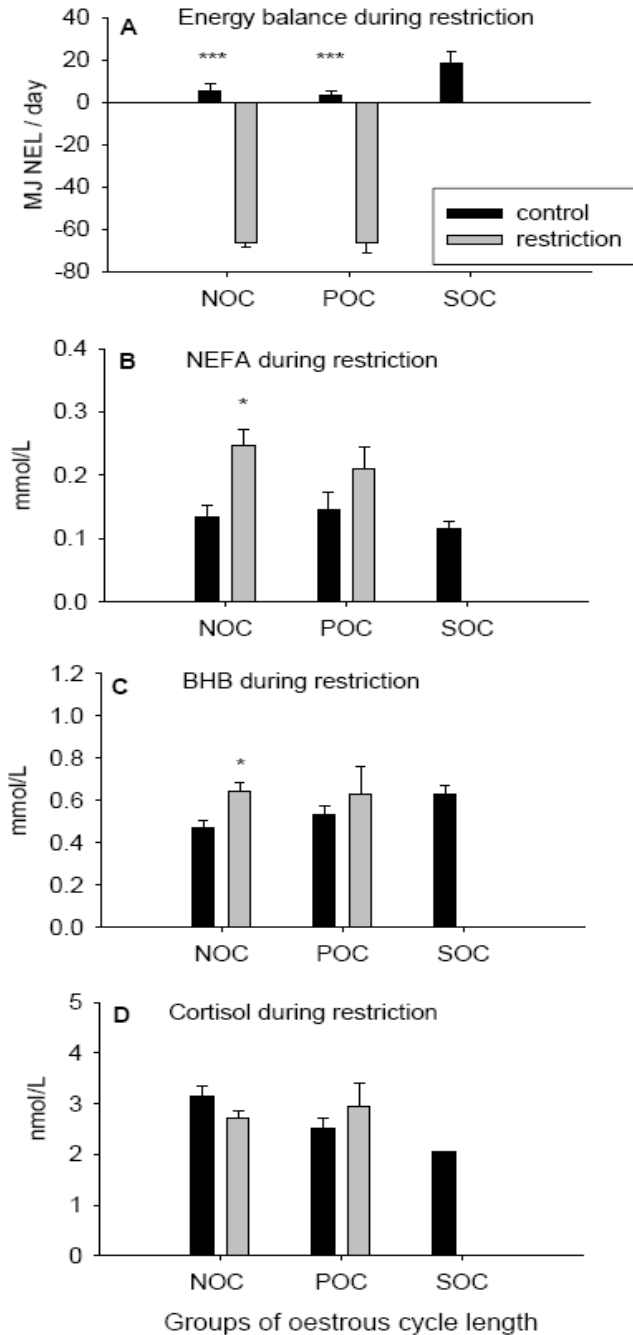 A Energy balance during restriction
40
20
0
-20
-40
-60
-80
MJ NEL / day
*** ***
control
restriction
NOC POC SOC
B NEFA during restriction
0.4
0.3
0.2
0.1
0.0
mmol/L
*
NOC POC SOC
C BHB during restriction
1.2
1.0
0.8
0.6
0.4
0.2
0.0
mmol/L
*
NOC POC SOC
D Cortisol during restriction
5
4
3
2
1
0
nmol/L
NOC POC SOC
Groups of oestrous cycle length